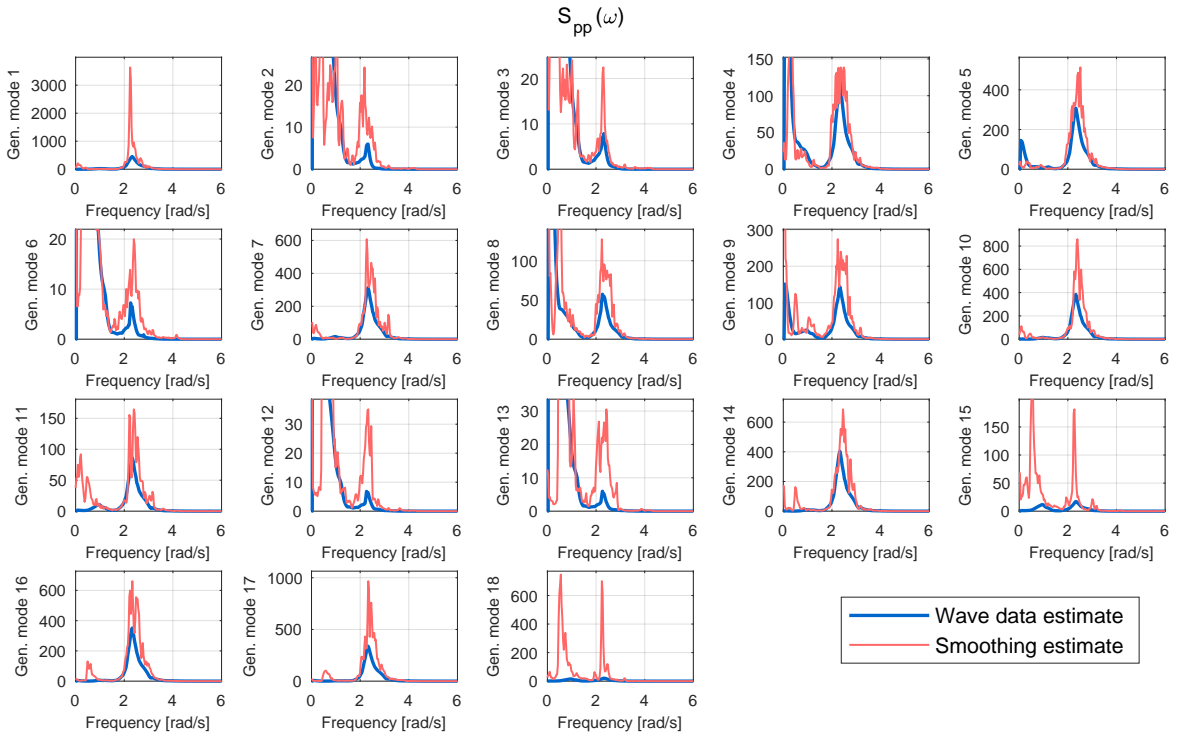 S_pp(ω)
Gen. mode 1
3000
2000
1000
0
0 2 4 6
Frequency [rad/s]
Gen. mode 2
20
10
0
0 2 4 6
Frequency [rad/s]
Gen. mode 3
20
10
0
0 2 4 6
Frequency [rad/s]
Gen. mode 4
150
100
50
0
0 2 4 6
Frequency [rad/s]
Gen. mode 5
400
200
0
0 2 4 6
Frequency [rad/s]
Gen. mode 6
20
10
0
0 2 4 6
Frequency [rad/s]
Gen. mode 7
600
400
200
0
0 2 4 6
Frequency [rad/s]
Gen. mode 8
100
50
0
0 2 4 6
Frequency [rad/s]
Gen. mode 9
300
200
100
0
0 2 4 6
Frequency [rad/s]
Gen. mode 10
800
600
400
200
0
0 2 4 6
Frequency [rad/s]
Gen. mode 11
150
100
50
0
0 2 4 6
Frequency [rad/s]
Gen. mode 12
30
20
10
0
0 2 4 6
Frequency [rad/s]
Gen. mode 13
30
20
10
0
0 2 4 6
Frequency [rad/s]
Gen. mode 14
600
400
200
0
0 2 4 6
Frequency [rad/s]
Gen. mode 15
150
100
50
0
0 2 4 6
Frequency [rad/s]
Gen. mode 16
600
400
200
0
0 2 4 6
Frequency [rad/s]
Gen. mode 17
1000
500
0
0 2 4 6
Frequency [rad/s]
Gen. mode 18
600
400
200
0
0 2 4 6
Frequency [rad/s]
Wave data estimate
Smoothing estimate